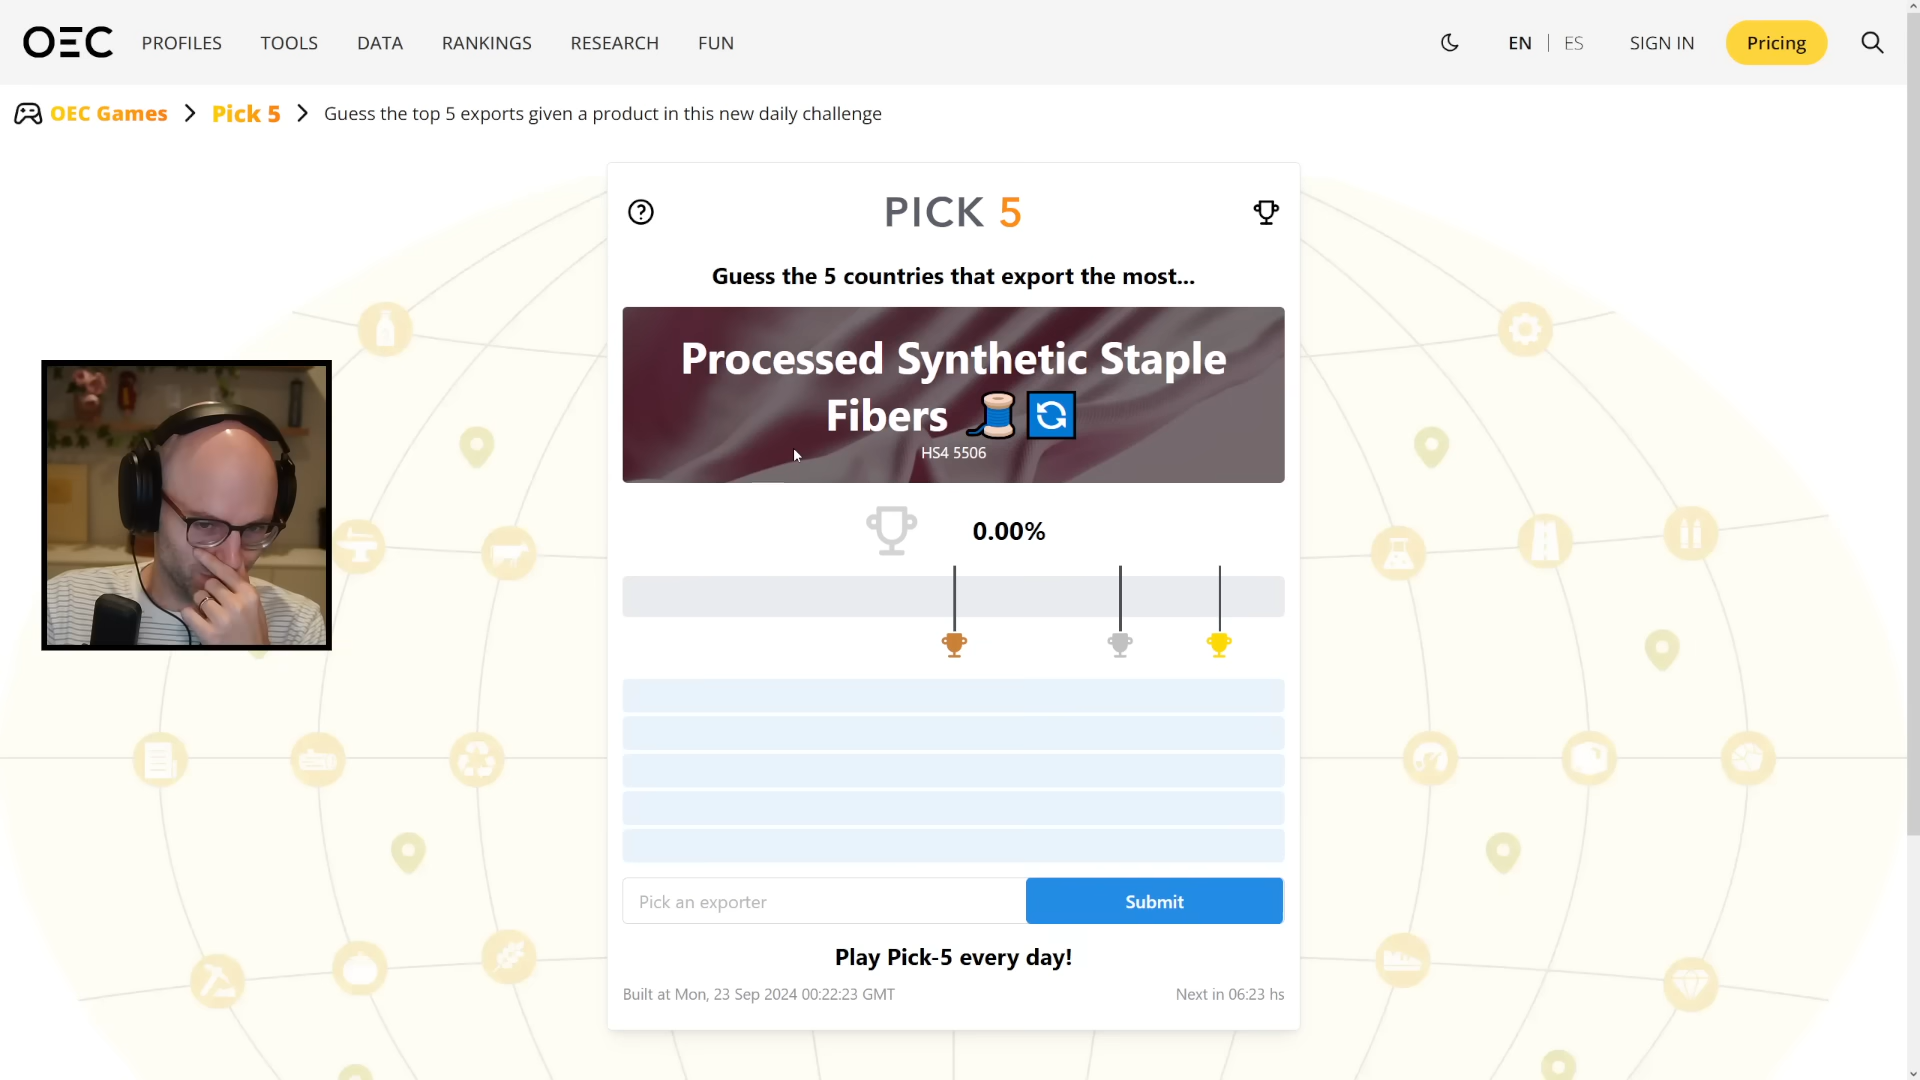 OEC PROFILES TOOLS DATA RANKINGS RESEARCH FUN EN | ES SIGN IN Pricing
OEC Games > Pick 5 > Guess the top 5 exports given a product in this new daily challenge
PICK 5
Guess the 5 countries that export the most...
Processed Synthetic Staple
Fibers
HS4 5506
0.00%
Pick an exporter Submit
Play Pick-5 every day!
Built at Mon, 23 Sep 2024 00:22:23 GMT Next in 06:23 hs